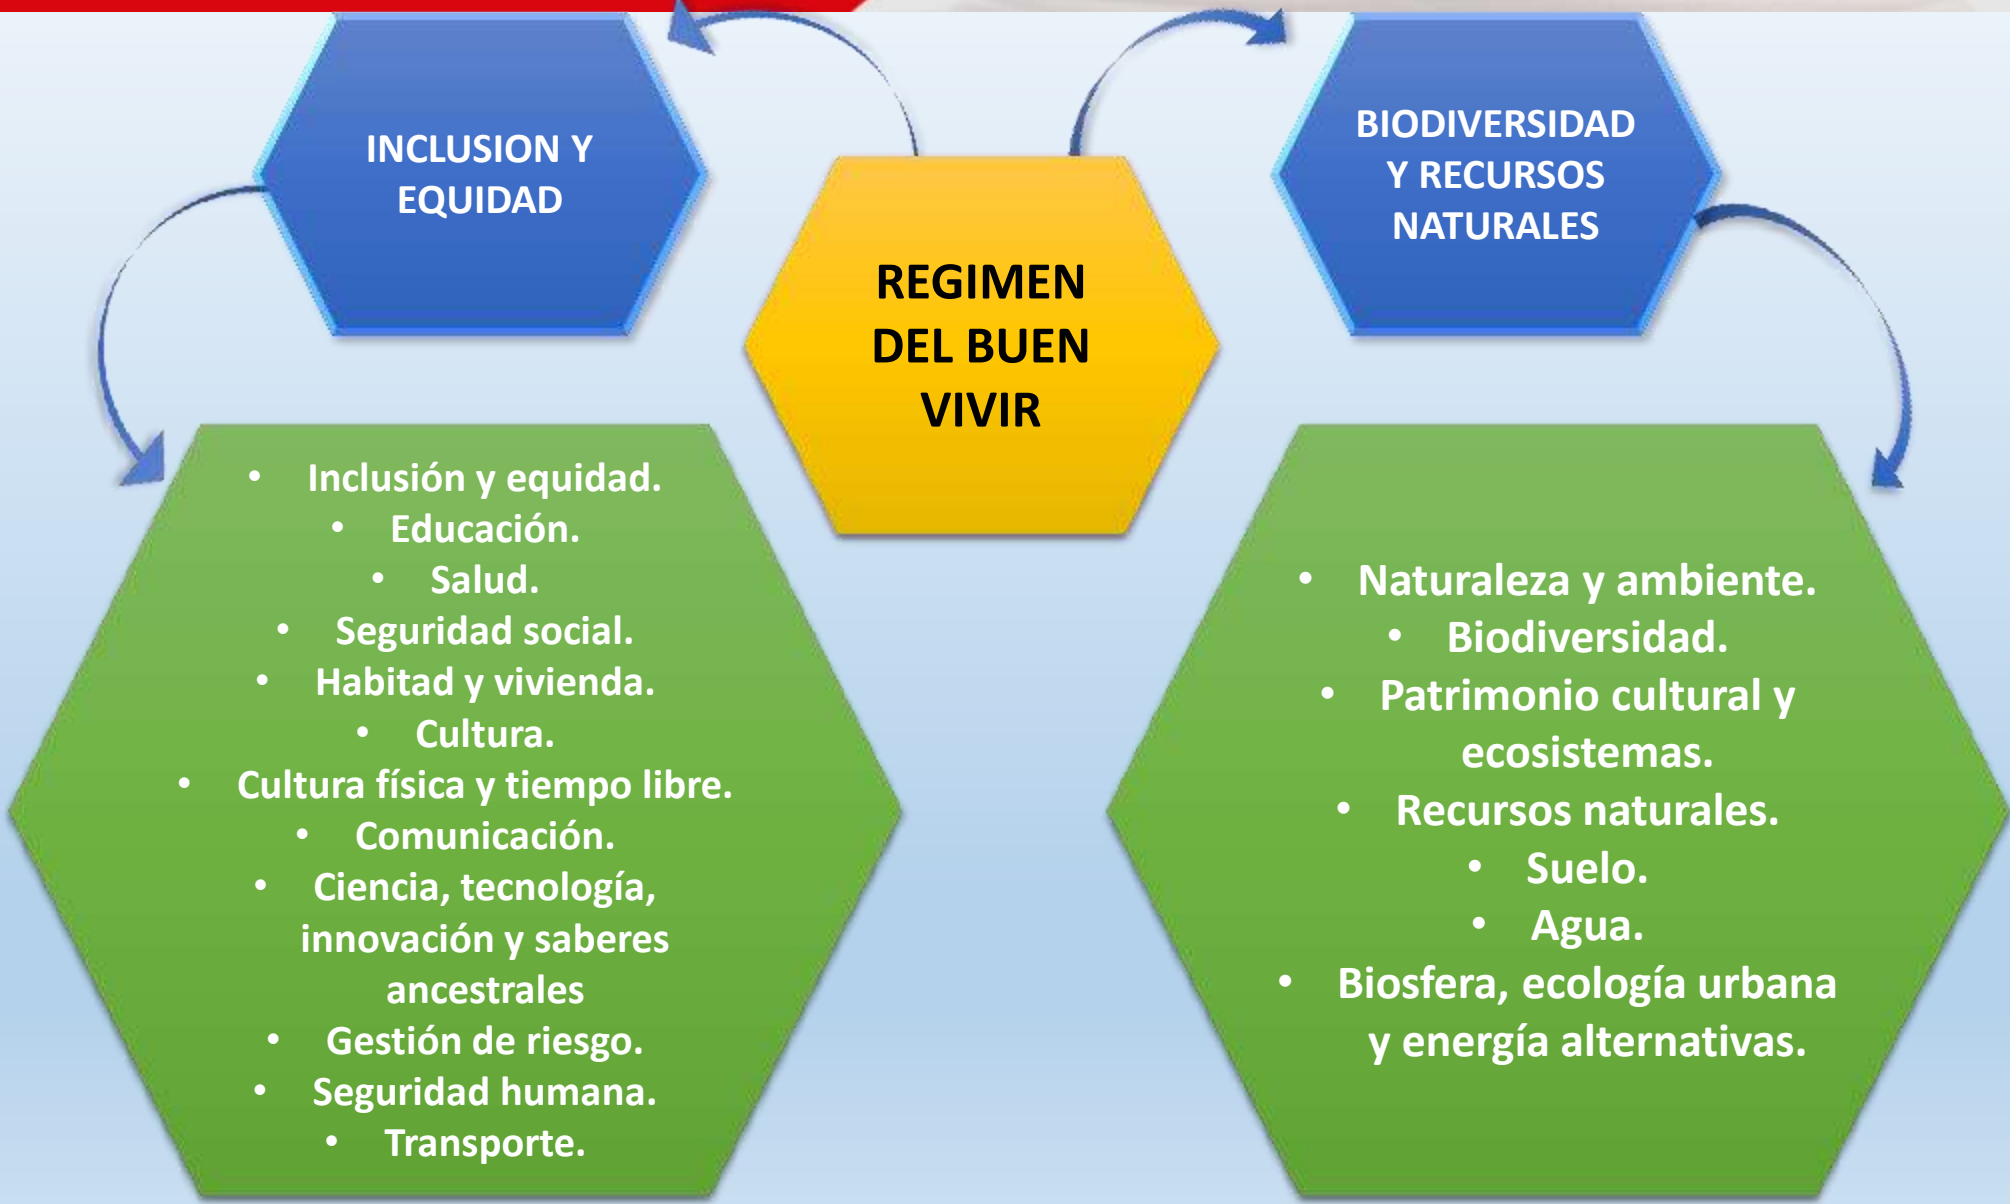 INCLUSION Y
EQUIDAD
REGIMEN
DEL BUEN
VIVIR
BIODIVERSIDAD
Y RECURSOS
NATURALES
• Inclusión y equidad.
• Educación.
• Salud.
• Seguridad social.
• Habitad y vivienda.
• Cultura.
• Cultura física y tiempo libre.
• Comunicación.
• Ciencia, tecnología,
innovación y saberes
ancestrales
• Gestión de riesgo.
• Seguridad humana.
• Transporte.
• Naturaleza y ambiente.
• Biodiversidad.
• Patrimonio cultural y
ecosistemas.
• Recursos naturales.
• Suelo.
• Agua.
• Biosfera, ecología urbana
y energía alternativas.